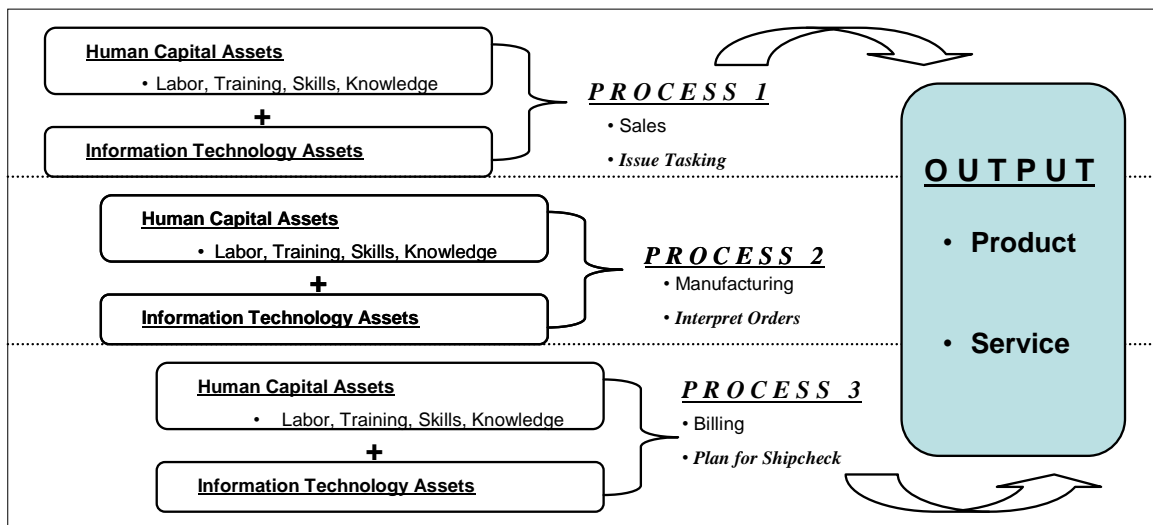 Human Capital Assets
• Labor, Training, Skills, Knowledge
+
Information Technology Assets
PROCESS 1
• Sales
• Issue Tasking
Human Capital Assets
• Labor, Training, Skills, Knowledge
+
Information Technology Assets
PROCESS 2
• Manufacturing
• Interpret Orders
Human Capital Assets
• Labor, Training, Skills, Knowledge
+
Information Technology Assets
PROCESS 3
• Billing
• Plan for Shipcheck
OUTPUT
• Product
• Service